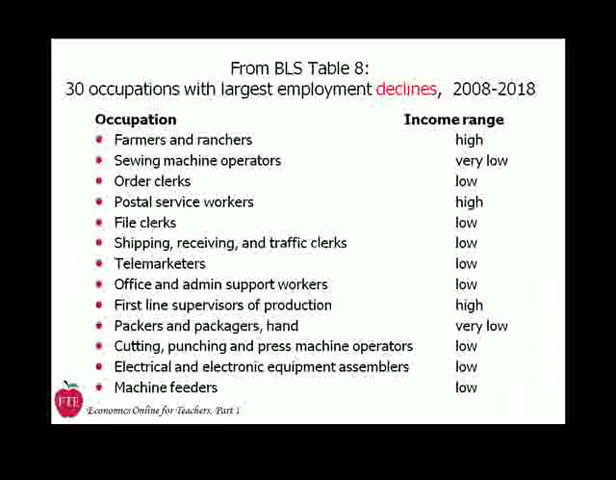 From BLS Table 8:
30 occupations with largest employment declines, 2008-2018
Occupation Income range
Farmers and ranchers high
Sewing machine operators very low
Order clerks low
Postal service workers high
File clerks low
Shipping, receiving, and traffic clerks low
Telemarketers low
Office and admin support workers low
First line supervisors of production high
Packers and packagers, hand very low
Cutting, punching and press machine operators low
Electrical and electronic equipment assemblers low
Machine feeders low
FTE
Economics Online for Teachers, Part 1